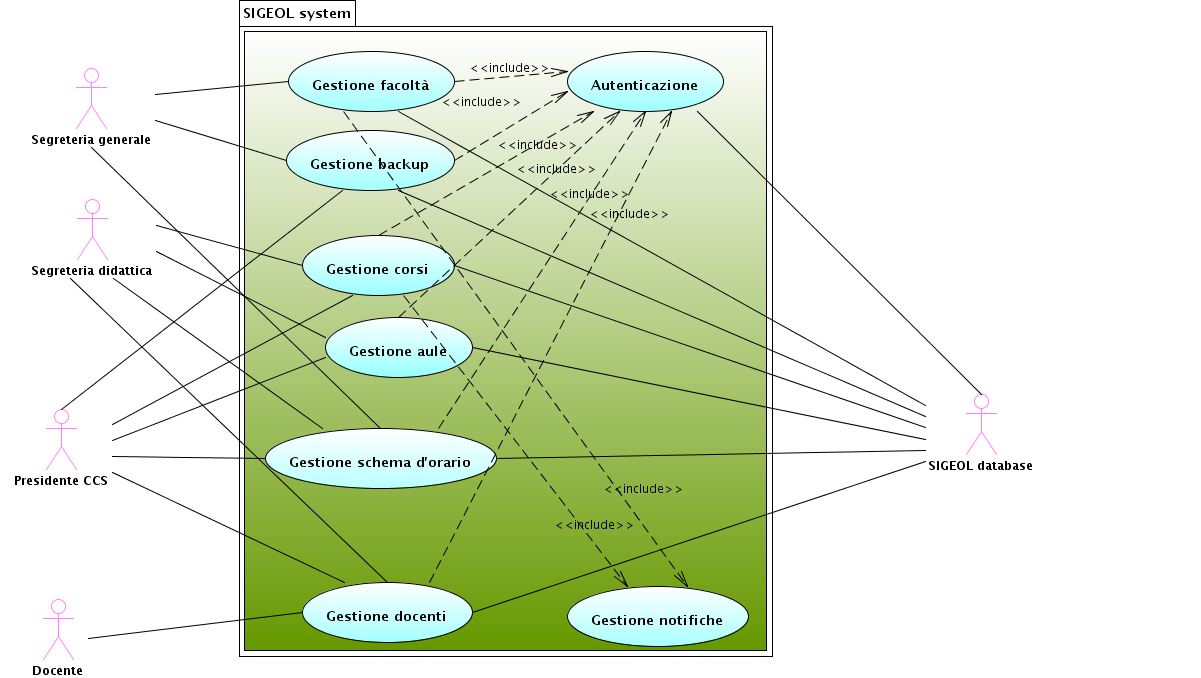 SIGEOL system
Gestione facoltà
<<include>>
Autenticazione
<<include>>
Segreteria generale
Gestione backup
<<include>>
<<include>>
<<include>>
<<include>>
Segreteria didattica
Gestione corsi
Gestione aule
Gestione schema d'orario
SIGEOL database
Presidente CCS
<<include>>
<<include>>
Gestione docenti
Gestione notifiche
Docente